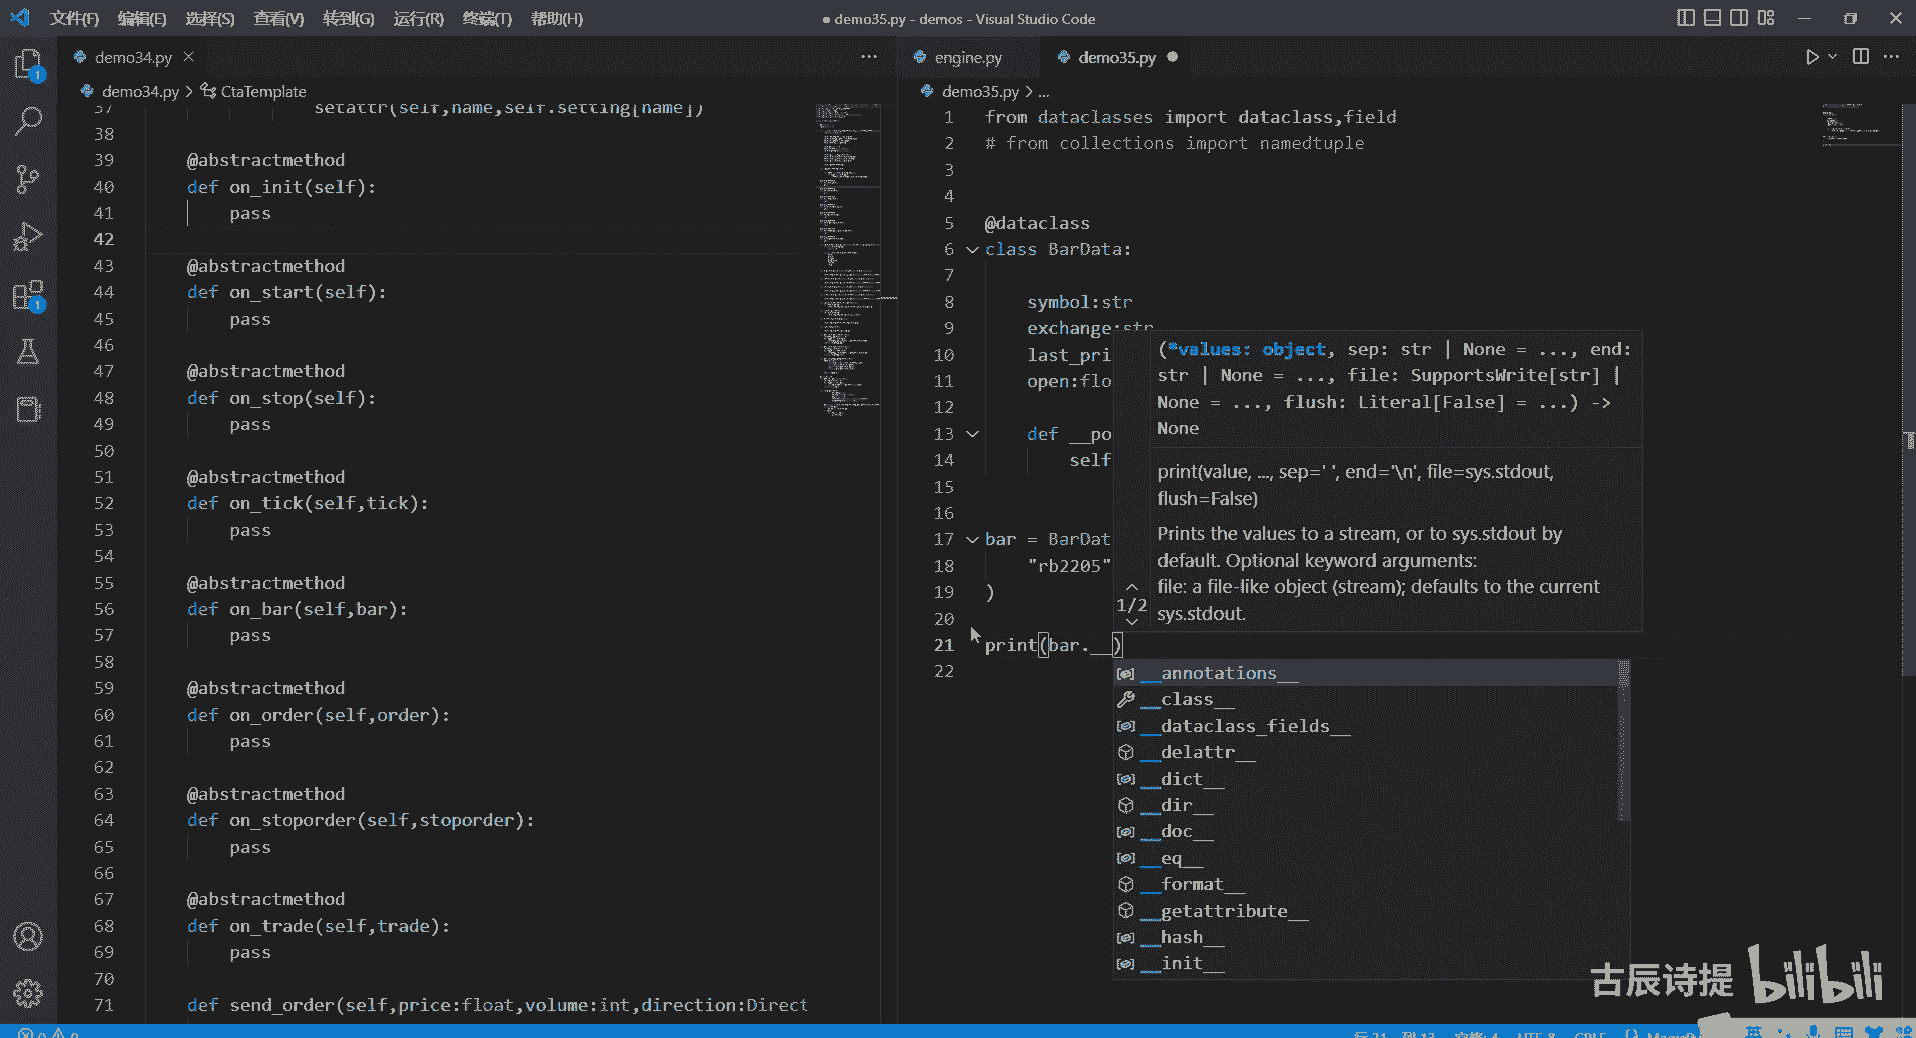 文件(F) 编辑(E) 选择(S) 查看(V) 转到(G) 运行(R) 终端(T) 帮助(H)
● demo35.py - demos - Visual Studio Code
demo34.py
demo34.py > CtaTemplate
37 setattr(self,name,self.setting[name])
38
39 @abstractmethod
40 def on_init(self):
41 pass
42
43 @abstractmethod
44 def on_start(self):
45 pass
46
47 @abstractmethod
48 def on_stop(self):
49 pass
50
51 @abstractmethod
52 def on_tick(self,tick):
53 pass
54
55 @abstractmethod
56 def on_bar(self,bar):
57 pass
58
59 @abstractmethod
60 def on_order(self,order):
61 pass
62
63 @abstractmethod
64 def on_stoporder(self,stoporder):
65 pass
66
67 @abstractmethod
68 def on_trade(self,trade):
69 pass
70
71 def send_order(self,price:float,volume:int,direction:Direct
engine.py demo35.py
demo35.py > ...
1 from dataclasses import dataclass,field
2 # from collections import namedtuple
3
4
5 @dataclass
6 class BarData:
7
8 symbol:str
9 exchange:str
10 last_pri
11 open:flo
12
13 def __po
14 self
15
16
17 bar = BarDat
18 "rb2205"
19 )
20
21 print(bar.__)
22
(*values: object, sep: str | None = ..., end:
str | None = ..., file: SupportsWrite[str] |
None = ..., flush: Literal[False] = ...) ->
None
print(value, ..., sep=' ', end='\n', file=sys.stdout,
flush=False)
Prints the values to a stream, or to sys.stdout by
default. Optional keyword arguments:
file: a file-like object (stream); defaults to the current
sys.stdout.
1/2
__annotations__
__class__
__dataclass_fields__
__delattr__
__dict__
__dir__
__doc__
__eq__
__format__
__getattribute__
__hash__
__init__
古辰诗提 bilibili
1
1
英